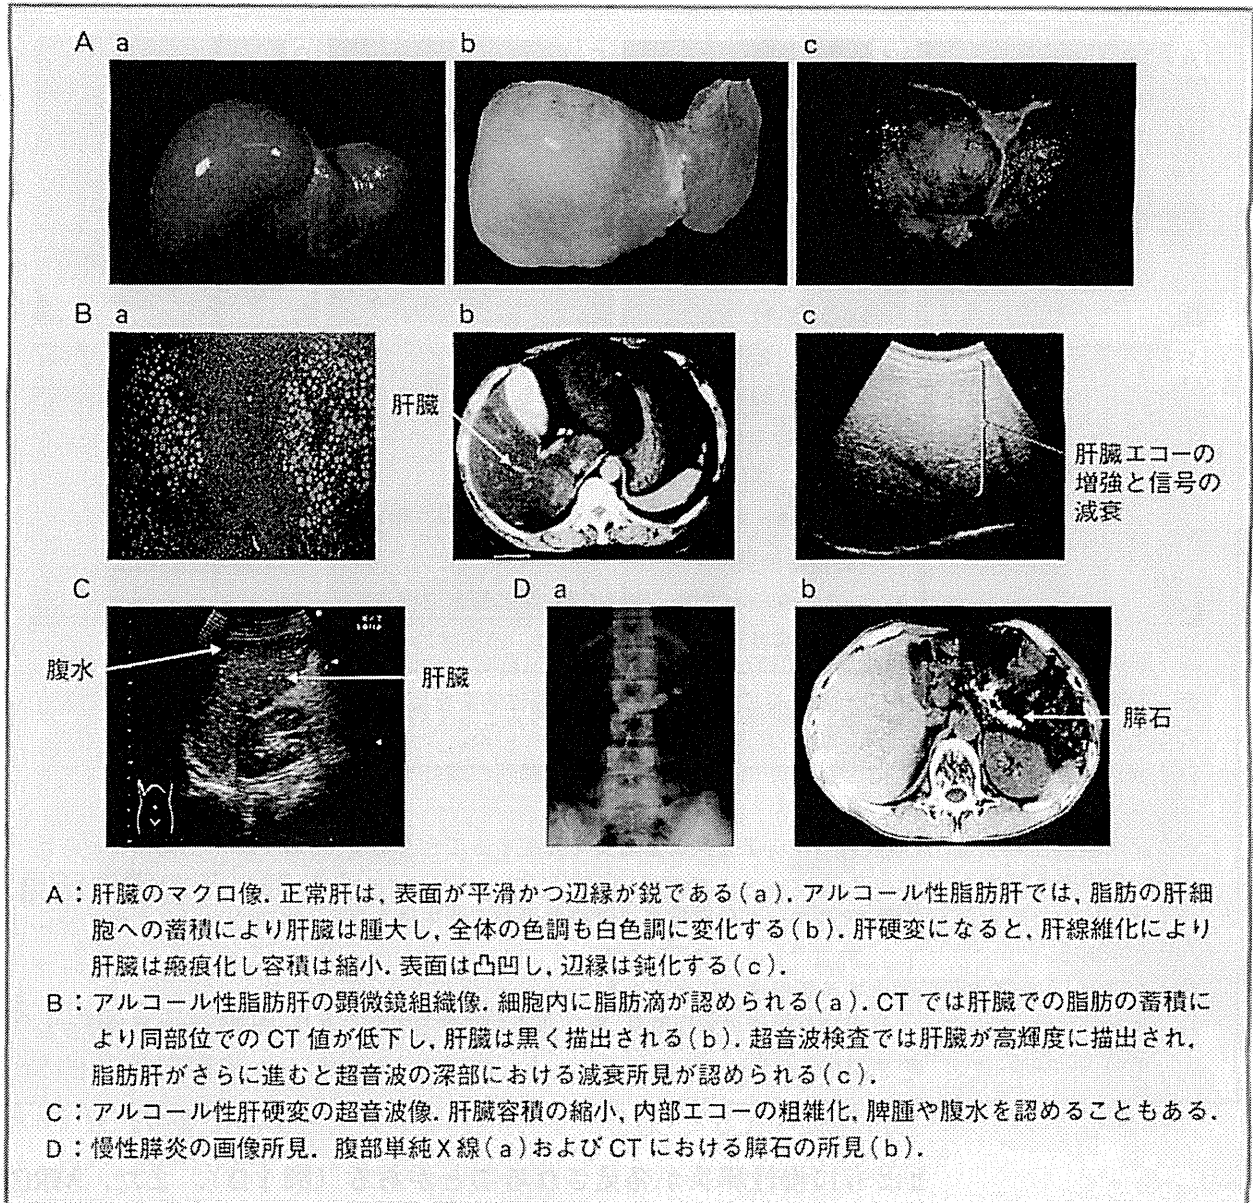 A a
b
c
B a
b
c
肝臓
肝臓エコーの
増強と信号の
減衰
C
D a
b
腹水
肝臓
膵石
A：肝臓のマクロ像．正常肝は，表面が平滑かつ辺縁が鋭である（a）．アルコール性脂肪肝では，脂肪の肝細
胞への蓄積により肝臓は腫大し，全体の色調も白色調に変化する（b）．肝硬変になると，肝線維化により
肝臓は瘢痕化し容積は縮小．表面は凸凹し，辺縁は鈍化する（c）．
B：アルコール性脂肪肝の顕微鏡組織像．細胞内に脂肪滴が認められる（a）．CT では肝臓での脂肪の蓄積に
より同部位での CT 値が低下し，肝臓は黒く描出される（b）．超音波検査では肝臓が高輝度に描出され，
脂肪肝がさらに進むと超音波の深部における減衰所見が認められる（c）．
C：アルコール性肝硬変の超音波像．肝臓容積の縮小，内部エコーの粗雑化，脾腫や腹水を認めることもある．
D：慢性膵炎の画像所見．腹部単純X線（a）および CT における膵石の所見（b）．